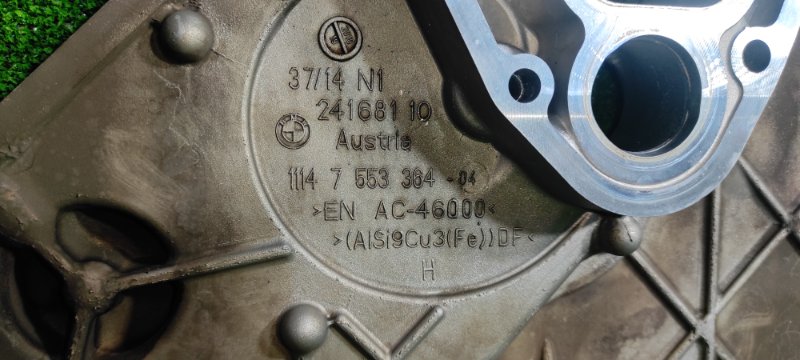 37/14 N1
24168110
Austria
1114 7 553 364-04
>EN AC-46000<
>(AlSi9Cu3(Fe))DF<
H